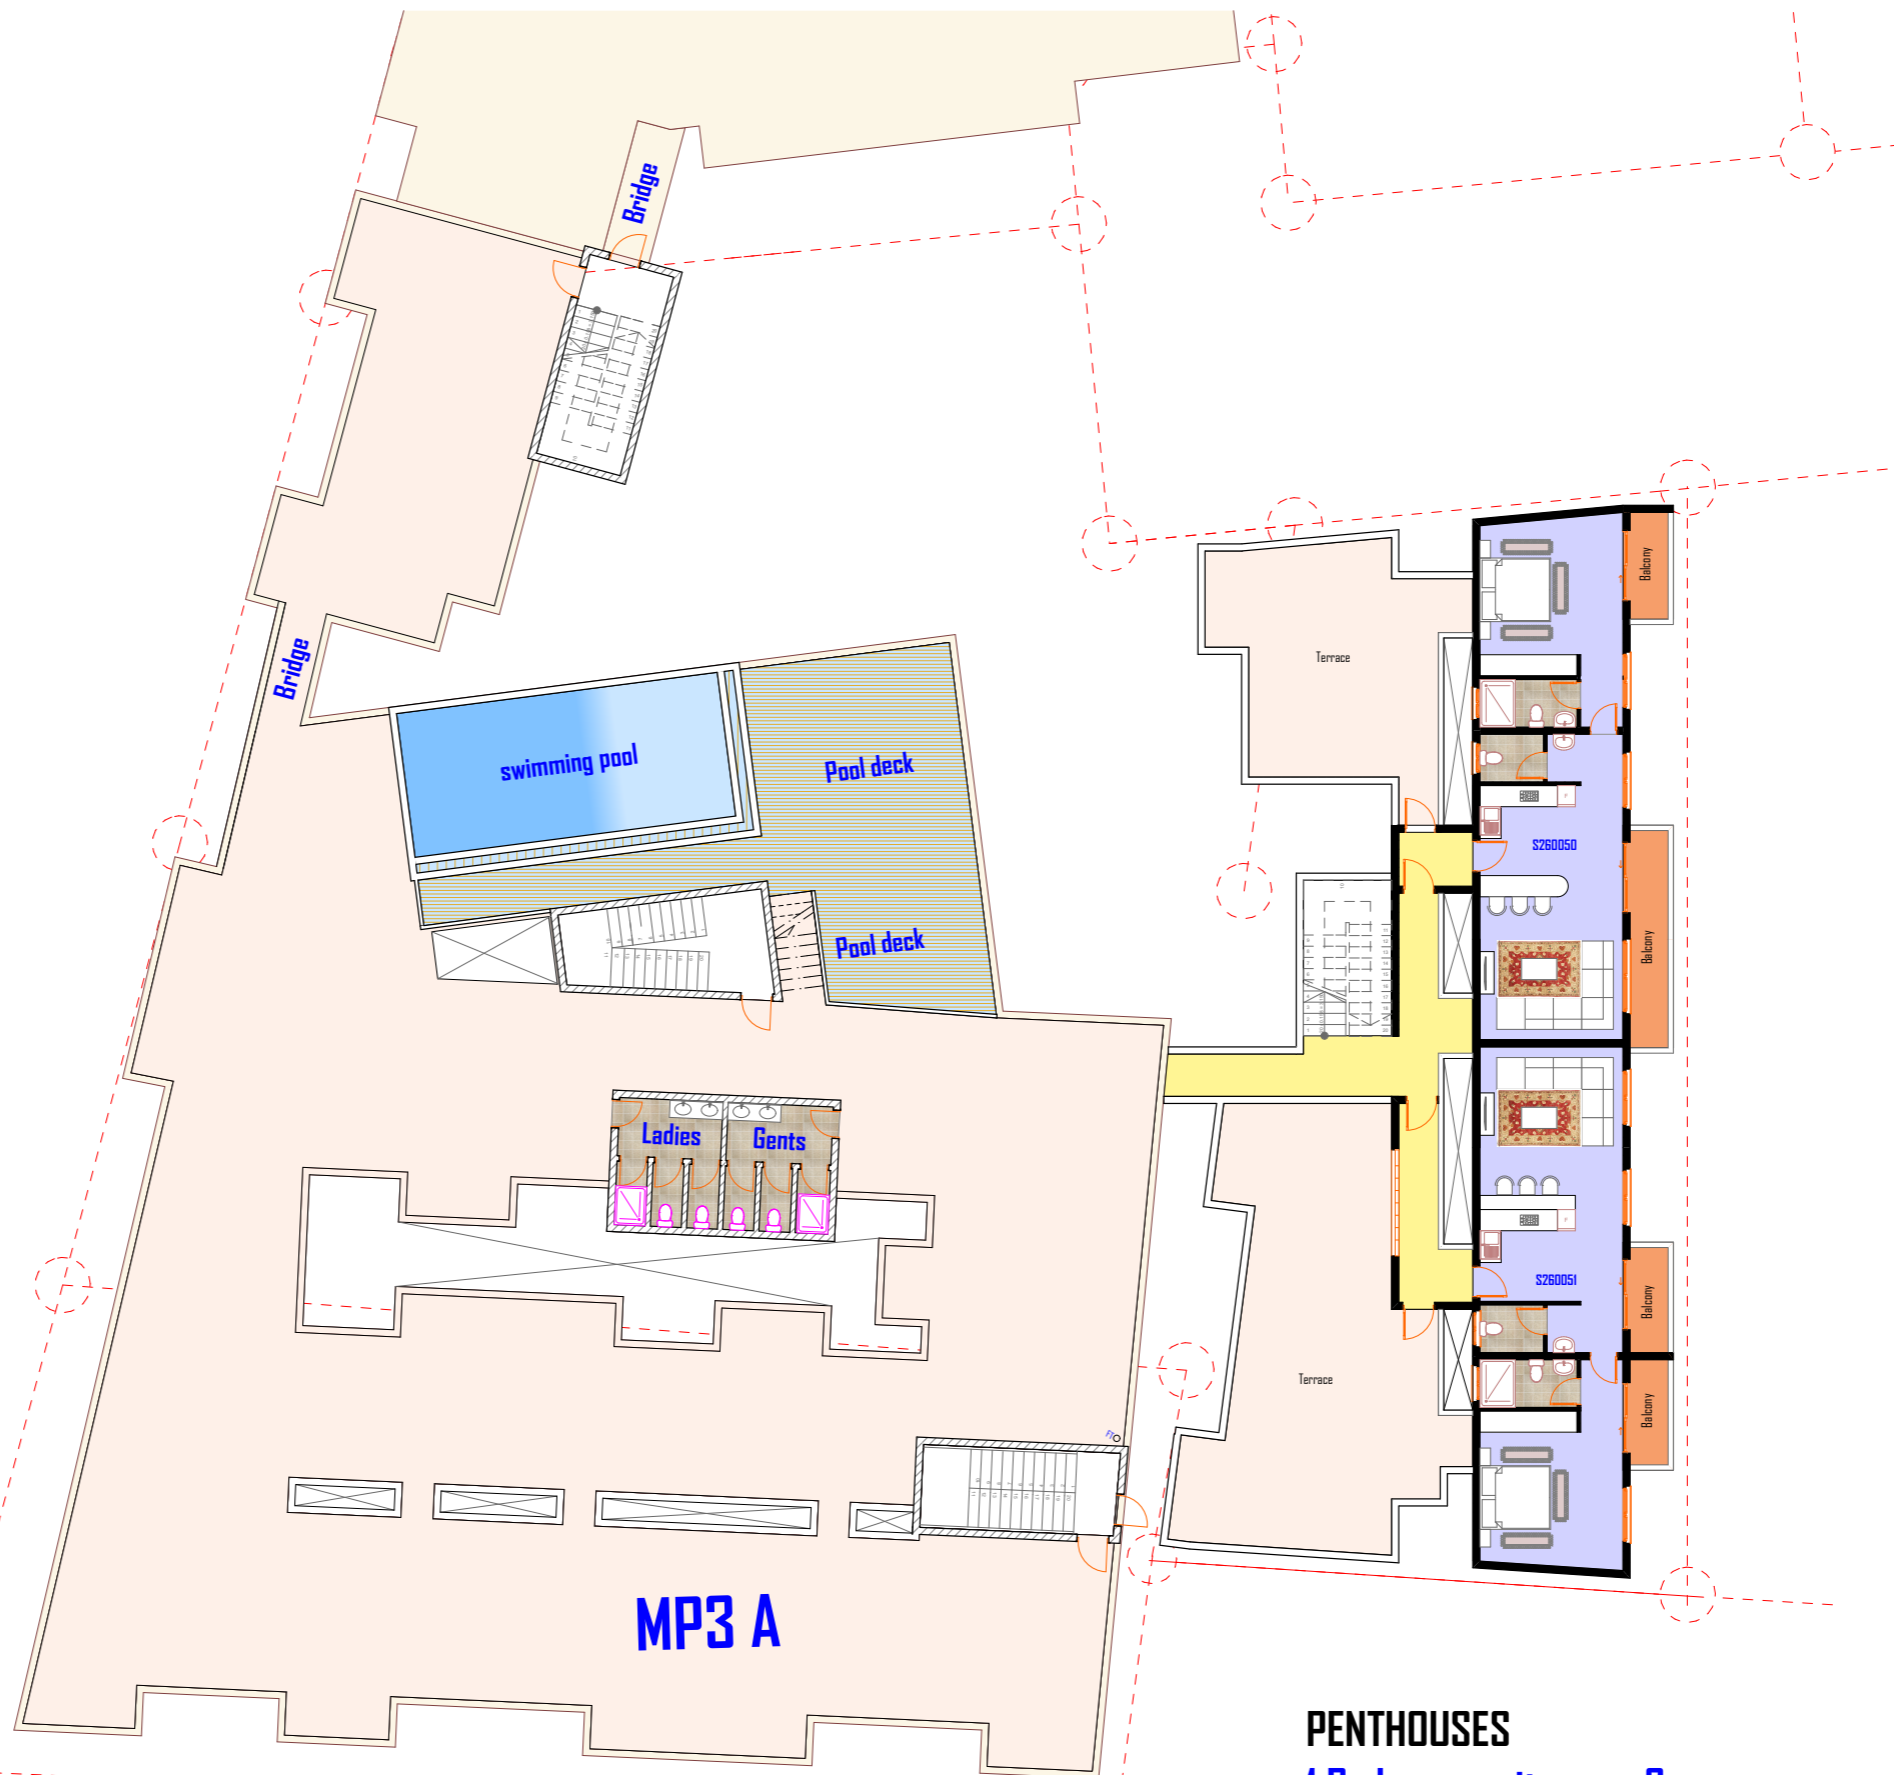 Bridge
Balcony
Terrace
Bridge
swimming pool
Pool deck
S260050
Balcony
Pool deck
Ladies
Gents
S260051
Balcony
Terrace
Balcony
FT
MP3 A
PENTHOUSES